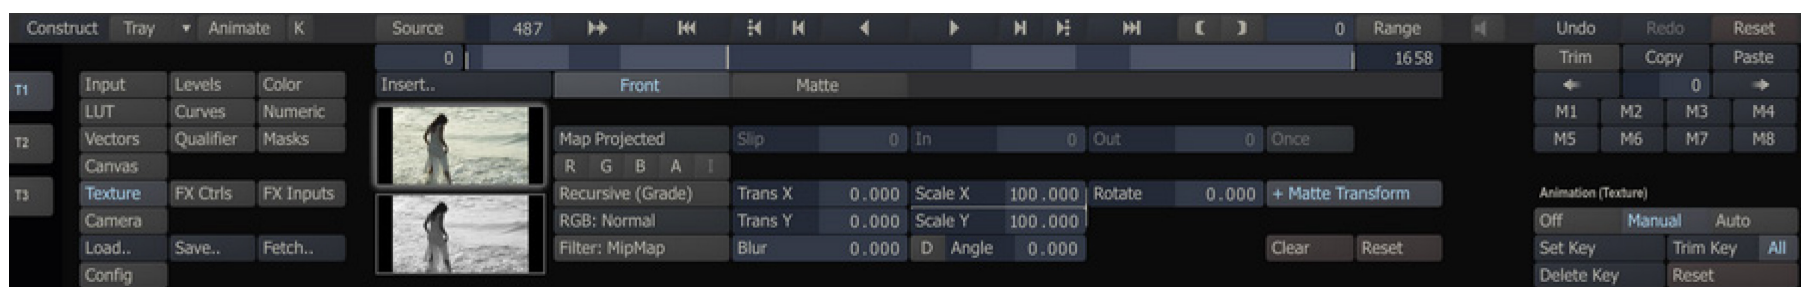 Construct Tray Animate K Source 487 0 Range Undo Redo Reset
0 1658 Trim Copy Paste
T1 Input Levels Color Insert.. Front Matte 0
LUT Curves Numeric M1 M2 M3 M4
T2 Vectors Qualifier Masks Map Projected Slip 0 In 0 Out 0 Once M5 M6 M7 M8
Canvas R G B A I
T3 Texture FX Ctrls FX Inputs Recursive (Grade) Trans X 0.000 Scale X 100.000 Rotate 0.000 + Matte Transform Animation (Texture)
Camera RGB: Normal Trans Y 0.000 Scale Y 100.000 Off Manual Auto
Load.. Save.. Fetch.. Filter: MipMap Blur 0.000 D Angle 0.000 Clear Reset Set Key Trim Key All
Config Delete Key Reset